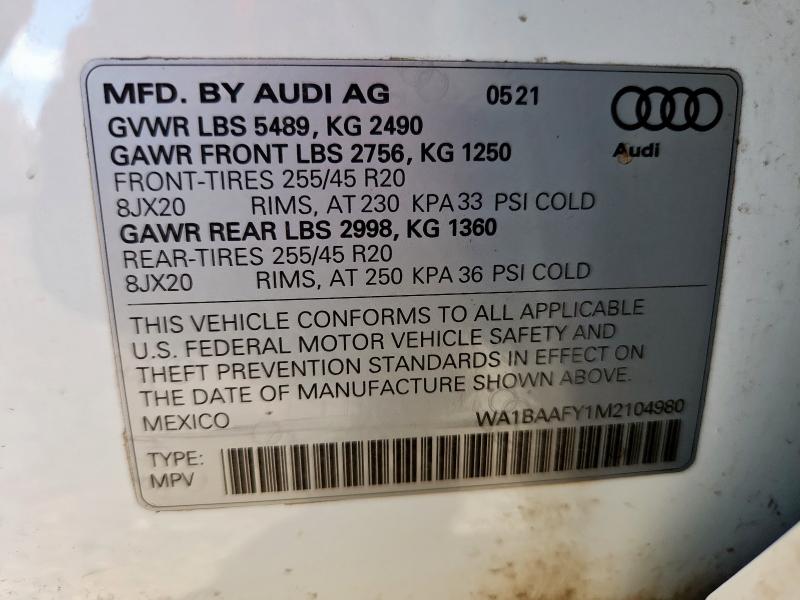 MFD. BY AUDI AG 0521
GVWR LBS 5489, KG 2490
GAWR FRONT LBS 2756, KG 1250
Audi
FRONT-TIRES 255/45 R20
8JX20 RIMS, AT 230 KPA 33 PSI COLD
GAWR REAR LBS 2998, KG 1360
REAR-TIRES 255/45 R20
8JX20 RIMS, AT 250 KPA 36 PSI COLD
THIS VEHICLE CONFORMS TO ALL APPLICABLE
U.S. FEDERAL MOTOR VEHICLE SAFETY AND
THEFT PREVENTION STANDARDS IN EFFECT ON
THE DATE OF MANUFACTURE SHOWN ABOVE.
MEXICO WA1BAAFY1M2104980
TYPE:
MPV